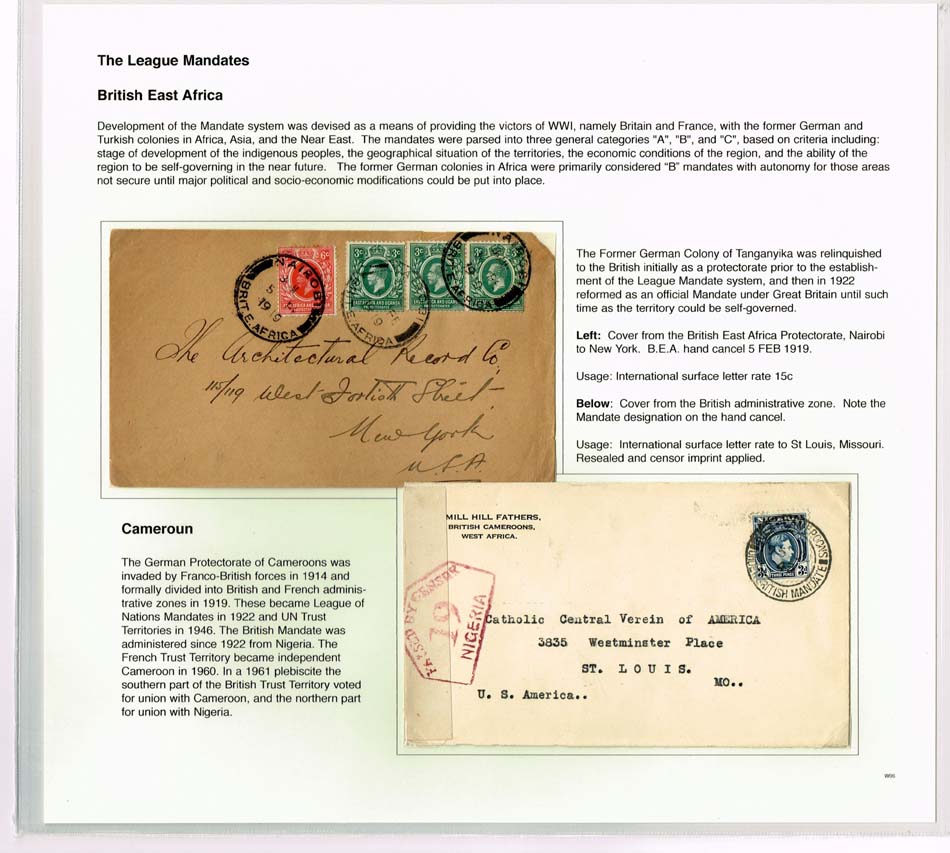 The League Mandates
British East Africa
Development of the Mandate system was devised as a means of providing the victors of WWI, namely Britain and France, with the former German and
Turkish colonies in Africa, Asia, and the Near East. The mandates were parsed into three general categories "A", "B", and "C", based on criteria including:
stage of development of the indigenous peoples, the geographical situation of the territories, the economic conditions of the region, and the ability of the
region to be self-governing in the near future. The former German colonies in Africa were primarily considered "B" mandates with autonomy for those areas
not secure until major political and socio-economic modifications could be put into place.
6c
3c 3c
3c
3c
NAIROBI
5
1919
BRIT. E. AFRICA
The Architectural Record Co.
115/119 West Fortieth Street
New York
U.S.A.
The Former German Colony of Tanganyika was relinquished
to the British initially as a protectorate prior to the establish-
ment of the League Mandate system, and then in 1922
reformed as an official Mandate under Great Britain until such
time as the territory could be self-governed.
Left: Cover from the British East Africa Protectorate, Nairobi
to New York. B.E.A. hand cancel 5 FEB 1919.
Usage: International surface letter rate 15c
Below: Cover from the British administrative zone. Note the
Mandate designation on the hand cancel.
Usage: International surface letter rate to St Louis, Missouri.
Resealed and censor imprint applied.
Cameroun
The German Protectorate of Cameroons was
invaded by Franco-British forces in 1914 and
formally divided into British and French adminis-
trative zones in 1919. These became League of
Nations Mandates in 1922 and UN Trust
Territories in 1946. The British Mandate was
administered since 1922 from Nigeria. The
French Trust Territory became independent
Cameroon in 1960. In a 1961 plebiscite the
southern part of the British Trust Territory voted
for union with Cameroon, and the northern part
for union with Nigeria.
MILL HILL FATHERS,
BRITISH CAMEROONS,
WEST AFRICA.
NIGERIA
3d 3d
THREE PENCE
BRITISH MANDATE
PASSED BY CENSOR
19
NIGERIA
Catholic Central Verein of AMERICA
3835 Westminster Place
ST. LOUIS.
MO..
U. S. America..
W96